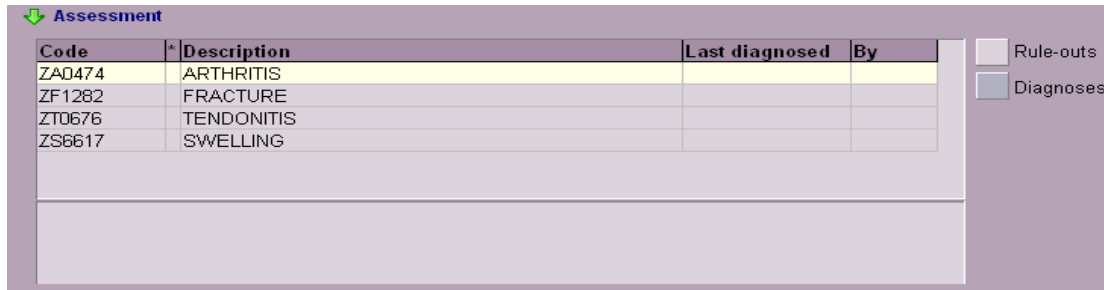 Assessment
Code * Description Last diagnosed By
ZA0474 ARTHRITIS
ZF1282 FRACTURE
ZT0676 TENDONITIS
ZS6617 SWELLING
Rule-outs
Diagnoses